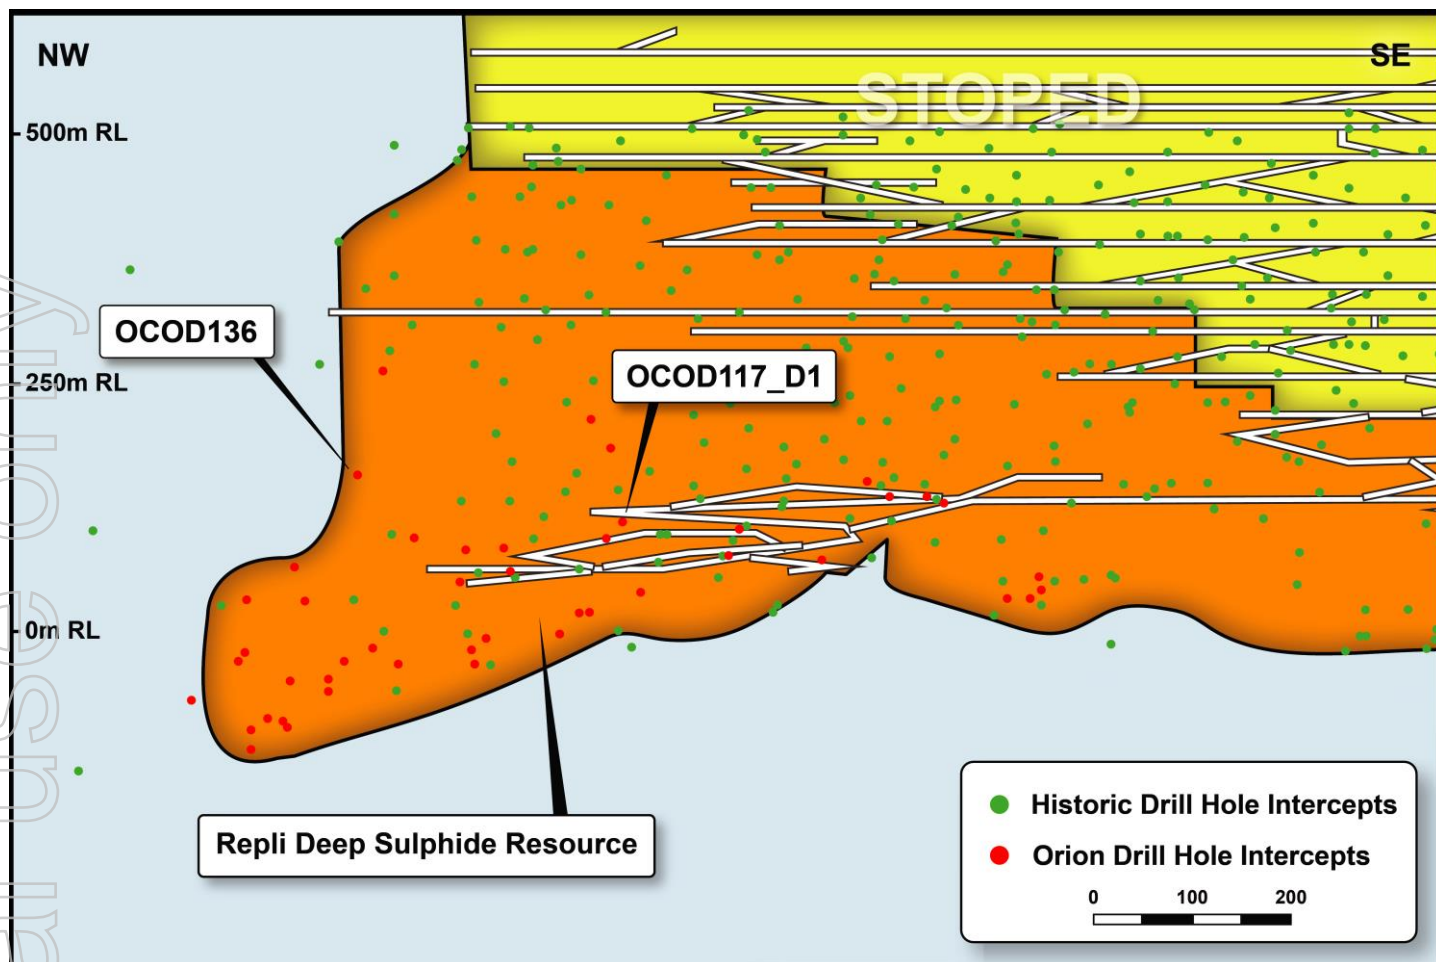 NW
SE
STOPED
500m RL
OCOD136
250m RL
OCOD117_D1
0m RL
Repli Deep Sulphide Resource
Historic Drill Hole Intercepts
Orion Drill Hole Intercepts
0 100 200